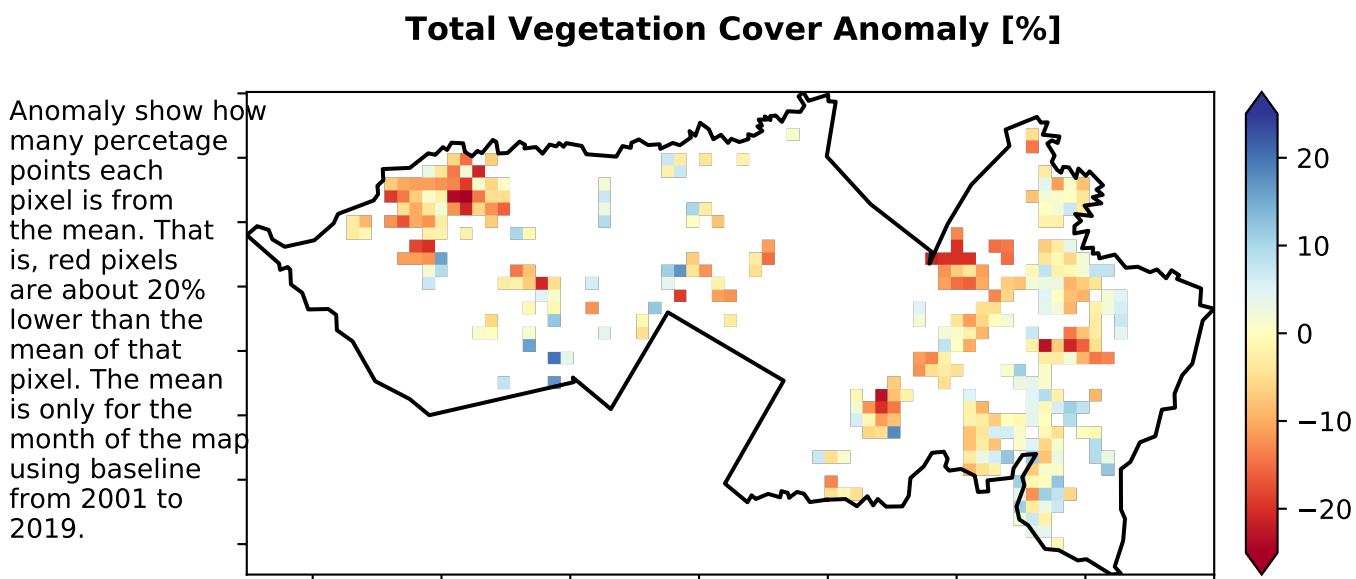 Total Vegetation Cover Anomaly [%]
Anomaly show how
many percetage
points each
pixel is from
the mean. That
is, red pixels
are about 20%
lower than the
mean of that
pixel. The mean
is only for the
month of the map
using baseline
from 2001 to
2019.
20
10
0
−10
−20